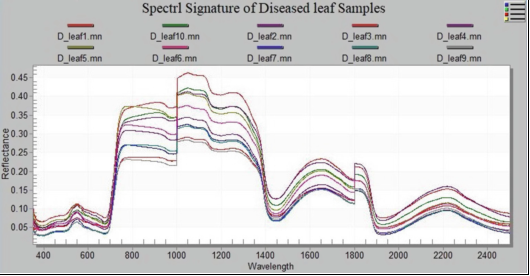 Spectrl Signature of Diseased leaf Samples
D_leaf1.mn D_leaf10.mn D_leaf2.mn D_leaf3.mn D_leaf4.mn
D_leaf5.mn D_leaf6.mn D_leaf7.mn D_leaf8.mn D_leaf9.mn
Reflectance
0.45
0.40
0.35
0.30
0.25
0.20
0.15
0.10
0.05
400 600 800 1000 1200 1400 1600 1800 2000 2200 2400
Wavelength